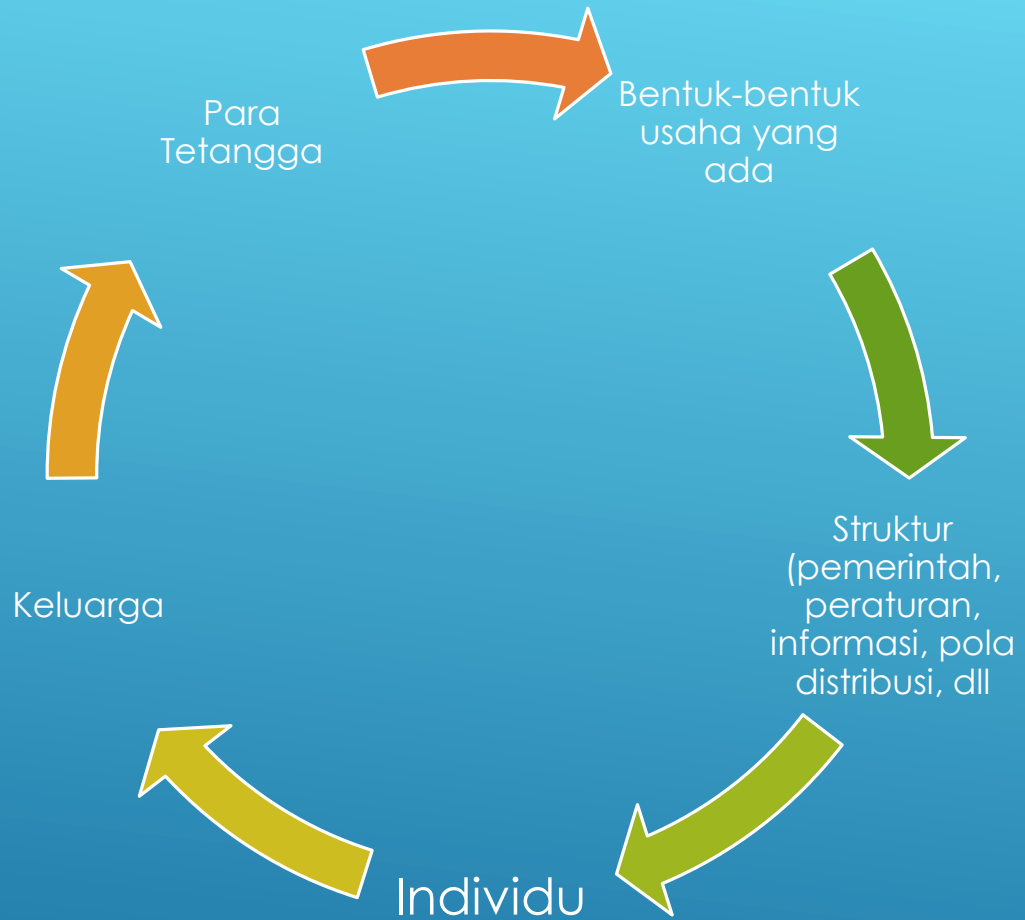 Para
Tetangga
Bentuk-bentuk
usaha yang
ada
Struktur
(pemerintah,
peraturan,
informasi, pola
distribusi, dll
Individu
Keluarga